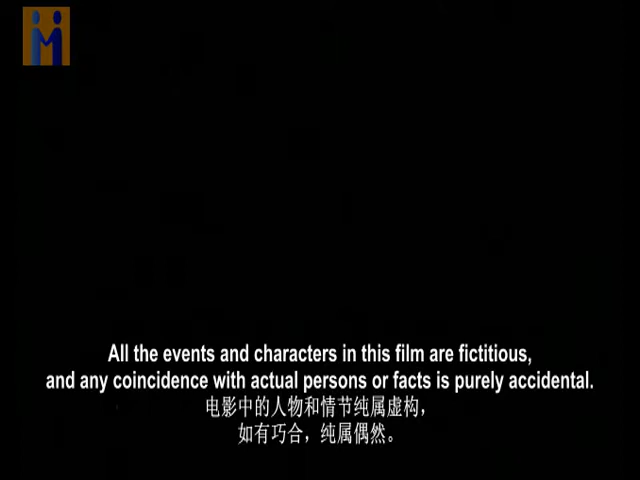 All the events and characters in this film are fictitious,
and any coincidence with actual persons or facts is purely accidental.
电影中的人物和情节纯属虚构，
如有巧合，纯属偶然。